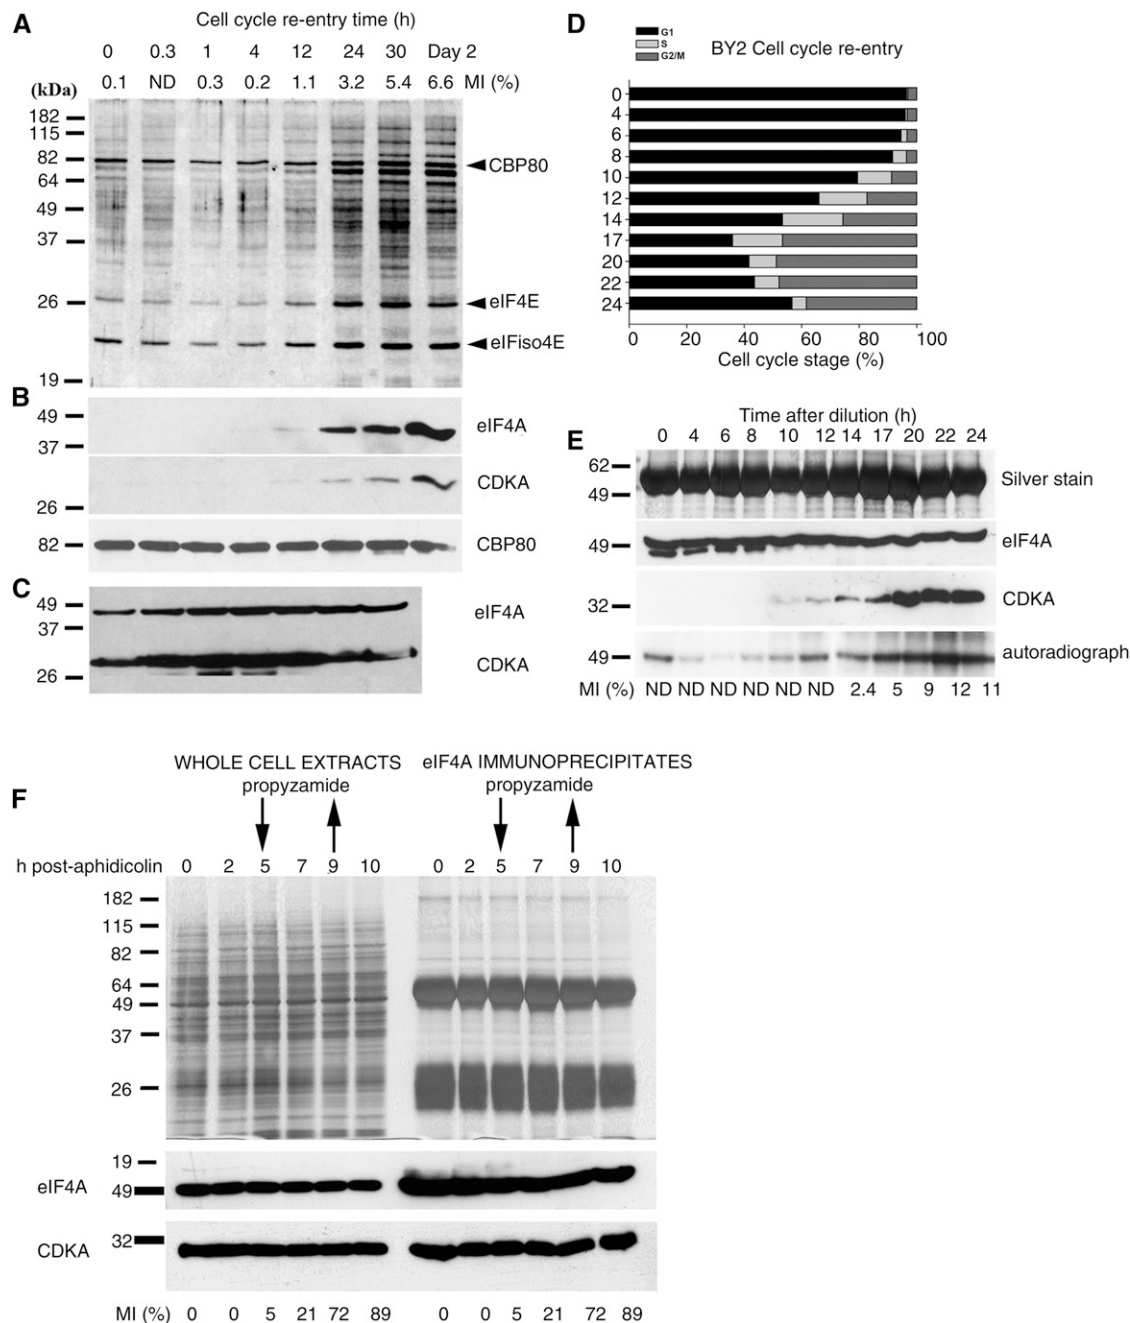 A
Cell cycle re-entry time (h)
0 0.3 1 4 12 24 30 Day 2
0.1 ND 0.3 0.2 1.1 3.2 5.4 6.6 MI (%)
(kDa)
182
115
82
64
49
37
26
19
CBP80
eIF4E
eIFiso4E
B
49
37
eIF4A
26
CDKA
82
CBP80
C
49
37
26
eIF4A
CDKA
D
G1
S
G2/M
BY2 Cell cycle re-entry
0
4
6
8
10
12
14
17
20
22
24
0 20 40 60 80 100
Cell cycle stage (%)
E
Time after dilution (h)
0 4 6 8 10 12 14 17 20 22 24
62
49
Silver stain
49
eIF4A
32
CDKA
49
autoradiograph
MI (%) ND ND ND ND ND ND 2.4 5 9 12 11
F
WHOLE CELL EXTRACTS
propyzamide
eIF4A IMMUNOPRECIPITATES
propyzamide
h post-aphidicolin 0 2 5 7 9 10 0 2 5 7 9 10
182
115
82
64
49
37
26
19
eIF4A
49
CDKA
32
MI (%) 0 0 5 21 72 89 0 0 5 21 72 89